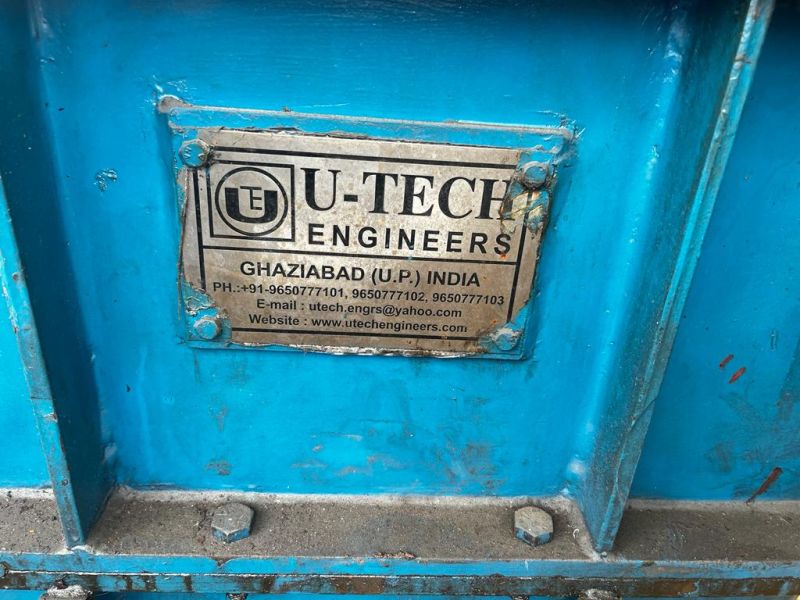 UTE U-TECH
ENGINEERS
GHAZIABAD (U.P.) INDIA
PH.:+91-9650777101, 9650777102, 9650777103
E-mail : utech.engrs@yahoo.com
Website : www.utechengineers.com